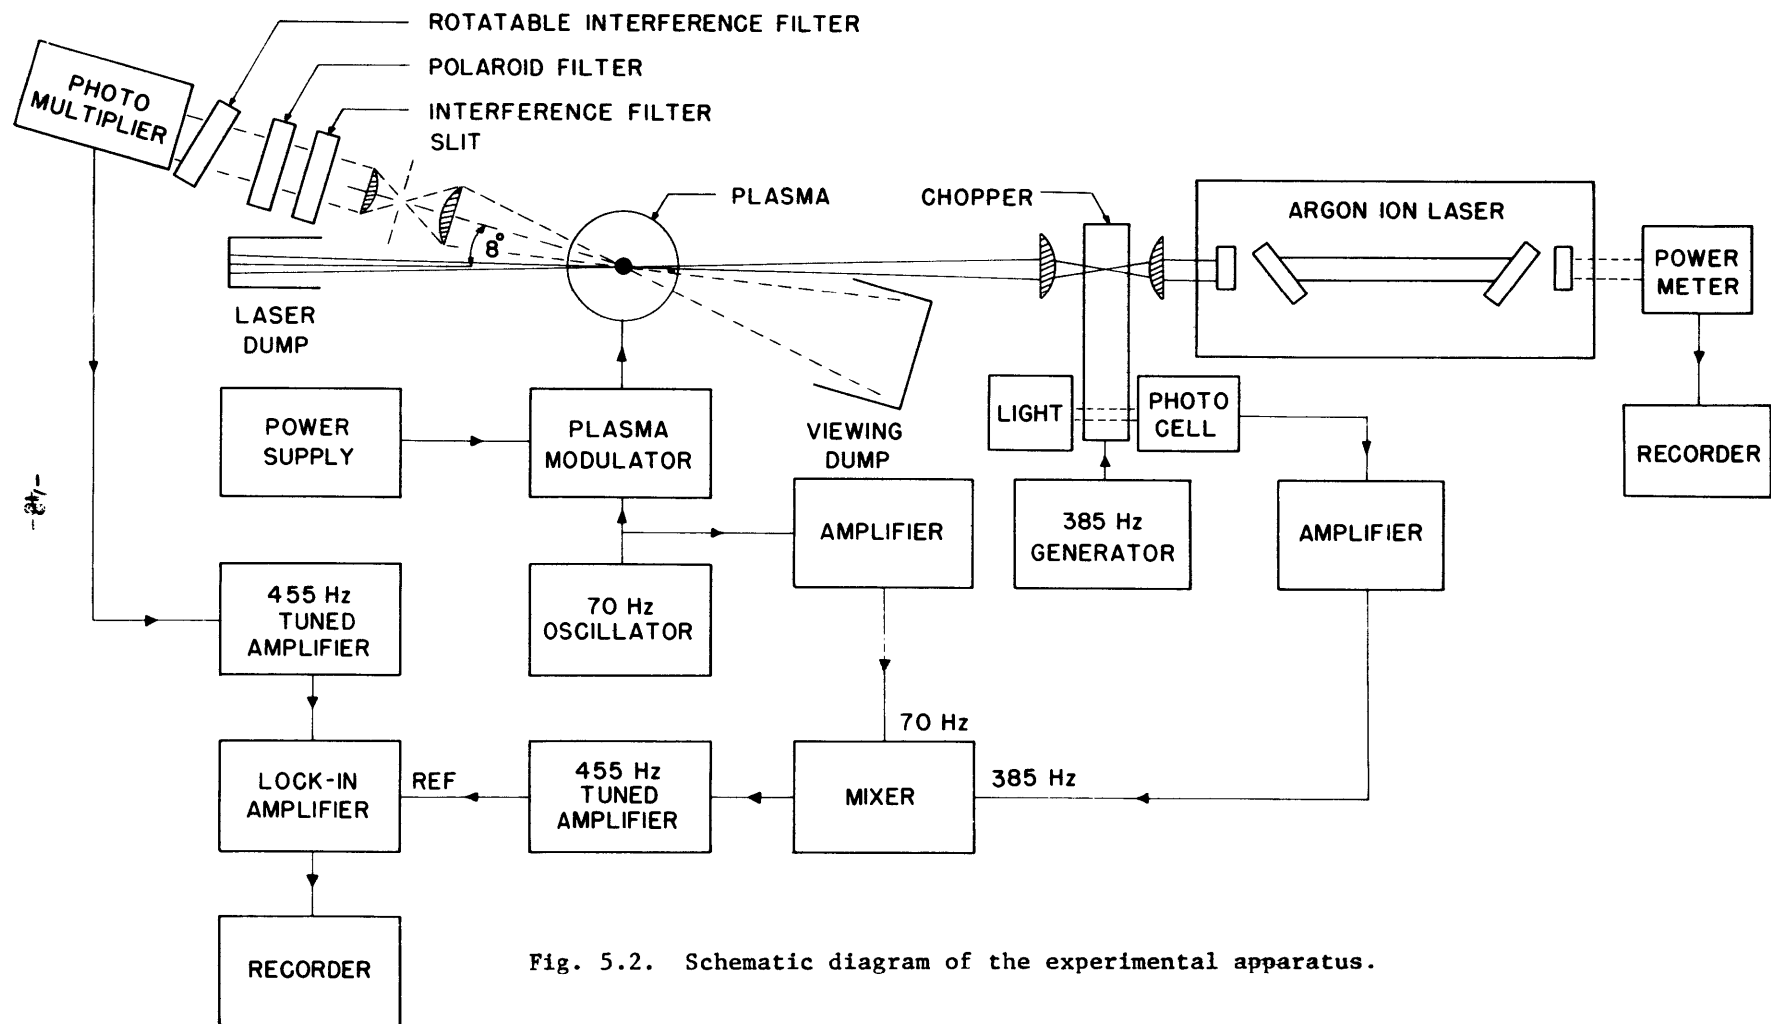 ROTATABLE INTERFERENCE FILTER
POLAROID FILTER
INTERFERENCE FILTER
SLIT
PHOTO
MULTIPLIER
8°
PLASMA
CHOPPER
ARGON ION LASER
POWER
METER
LASER
DUMP
POWER
SUPPLY
PLASMA
MODULATOR
VIEWING
DUMP
LIGHT
PHOTO
CELL
RECORDER
AMPLIFIER
385 Hz
GENERATOR
AMPLIFIER
455 Hz
TUNED
AMPLIFIER
70 Hz
OSCILLATOR
70 Hz
LOCK-IN
AMPLIFIER
REF
455 Hz
TUNED
AMPLIFIER
MIXER
385 Hz
RECORDER
Fig. 5.2. Schematic diagram of the experimental apparatus.